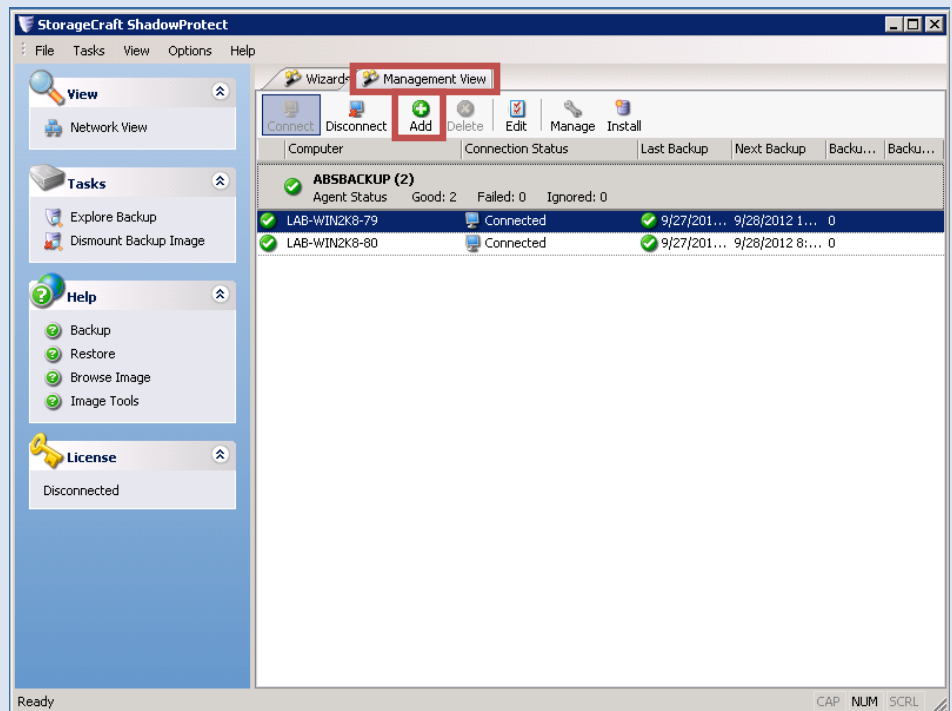 StorageCraft ShadowProtect
File Tasks View Options Help
View
Network View
Tasks
Explore Backup
Dismount Backup Image
Help
Backup
Restore
Browse Image
Image Tools
License
Disconnected
Wizards Management View
Connect Disconnect Add Delete Edit Manage Install
Computer Connection Status Last Backup Next Backup Backu... Backu...
ABSBACKUP (2)
Agent Status Good: 2 Failed: 0 Ignored: 0
LAB-WIN2K8-79 Connected 9/27/201... 9/28/2012 1... 0
LAB-WIN2K8-80 Connected 9/27/201... 9/28/2012 8:... 0
Ready CAP NUM SCRL